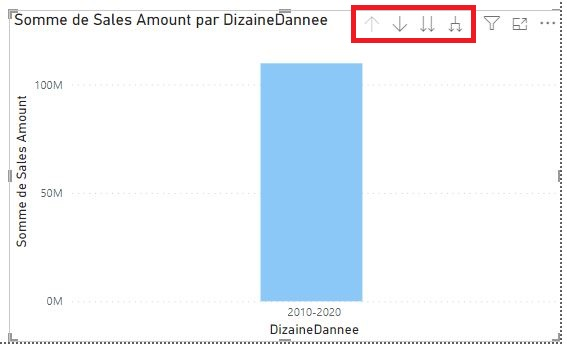 Somme de Sales Amount par DizaineDannee
Somme de Sales Amount
100M
50M
0M
2010-2020
DizaineDannee